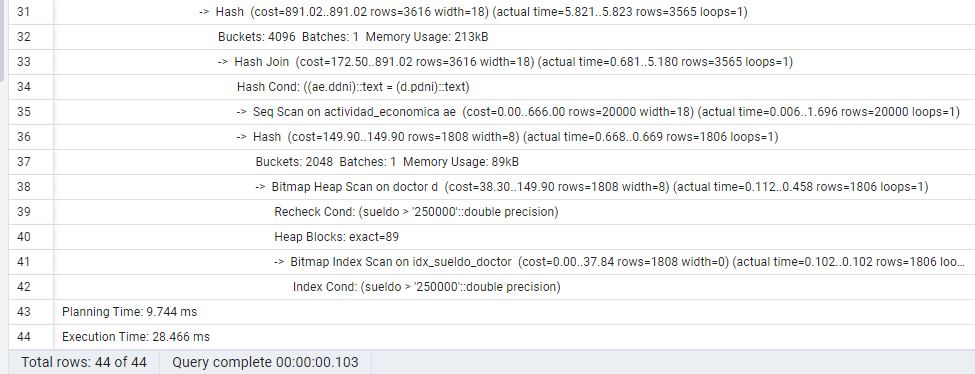 31 -> Hash (cost=891.02..891.02 rows=3616 width=18) (actual time=5.821..5.823 rows=3565 loops=1)
32 Buckets: 4096 Batches: 1 Memory Usage: 213kB
33 -> Hash Join (cost=172.50..891.02 rows=3616 width=18) (actual time=0.681..5.180 rows=3565 loops=1)
34 Hash Cond: ((ae.ddni)::text = (d.pdni)::text)
35 -> Seq Scan on actividad_economica ae (cost=0.00..666.00 rows=20000 width=18) (actual time=0.006..1.696 rows=20000 loops=1)
36 -> Hash (cost=149.90..149.90 rows=1808 width=8) (actual time=0.668..0.669 rows=1806 loops=1)
37 Buckets: 2048 Batches: 1 Memory Usage: 89kB
38 -> Bitmap Heap Scan on doctor d (cost=38.30..149.90 rows=1808 width=8) (actual time=0.112..0.458 rows=1806 loops=1)
39 Recheck Cond: (sueldo > '250000'::double precision)
40 Heap Blocks: exact=89
41 -> Bitmap Index Scan on idx_sueldo_doctor (cost=0.00..37.84 rows=1808 width=0) (actual time=0.102..0.102 rows=1806 loo...
42 Index Cond: (sueldo > '250000'::double precision)
43 Planning Time: 9.744 ms
44 Execution Time: 28.466 ms
Total rows: 44 of 44 Query complete 00:00:00.103